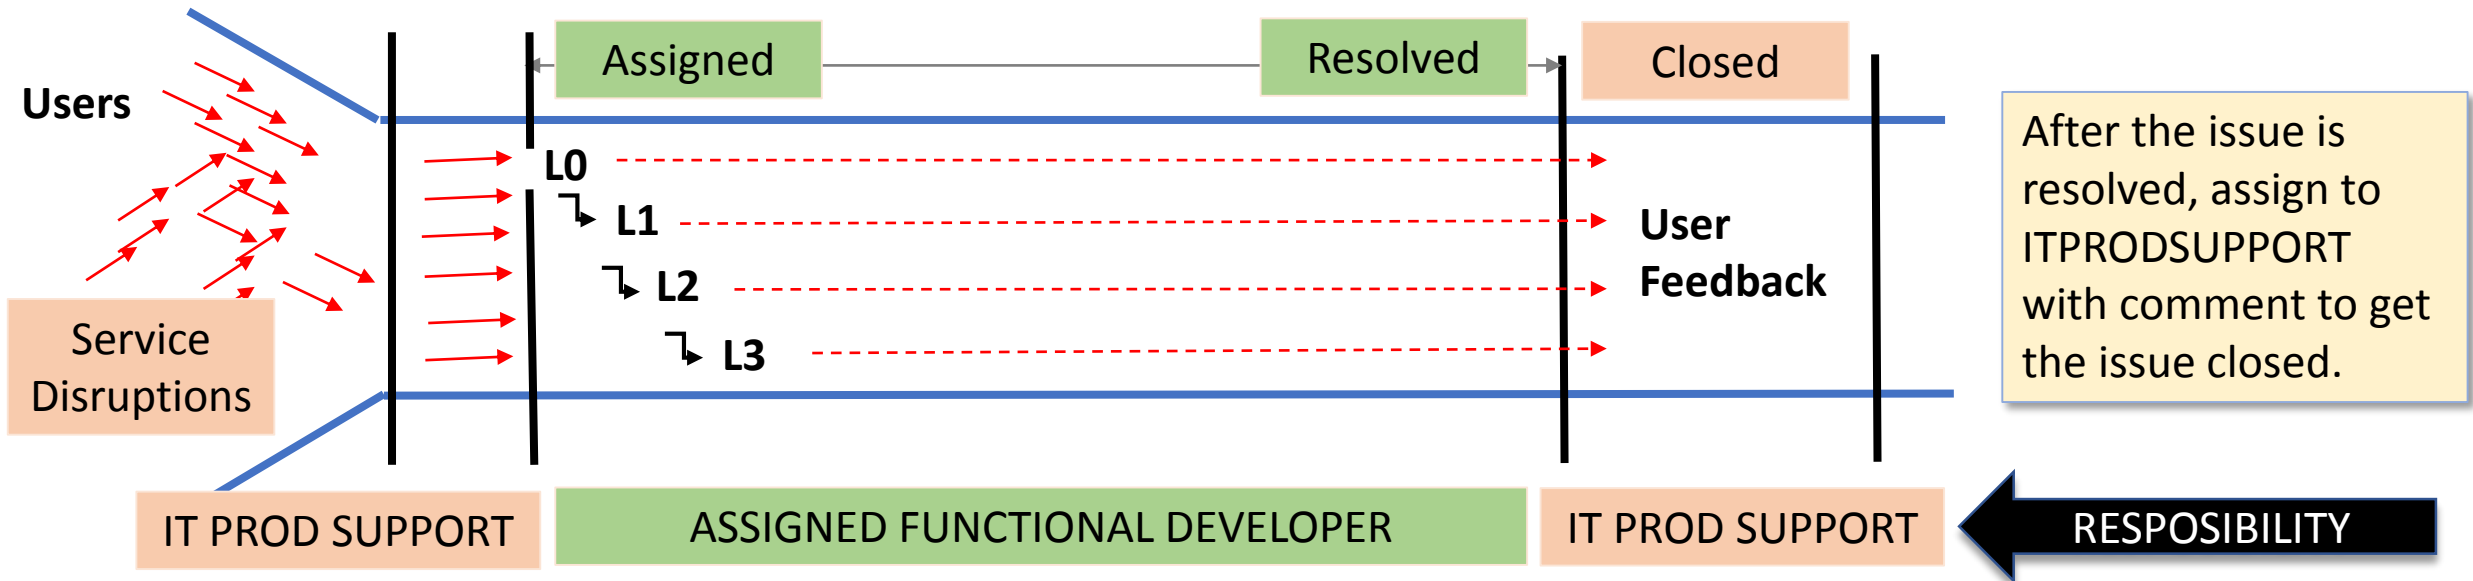 Users
Assigned
Resolved
Closed
L0
L1
L2
L3
User
Feedback
Service
Disruptions
After the issue is
resolved, assign to
ITPRODSUPPORT
with comment to get
the issue closed.
IT PROD SUPPORT
ASSIGNED FUNCTIONAL DEVELOPER
IT PROD SUPPORT
RESPOSIBILITY